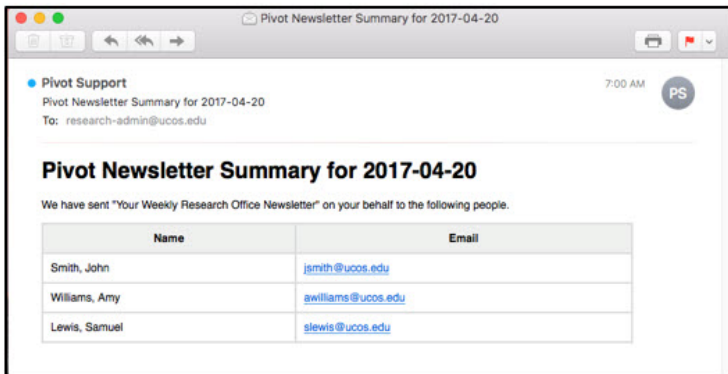 Pivot Newsletter Summary for 2017-04-20
Pivot Support
7:00 AM
PS
Pivot Newsletter Summary for 2017-04-20
To: research-admin@ucos.edu
Pivot Newsletter Summary for 2017-04-20
We have sent "Your Weekly Research Office Newsletter" on your behalf to the following people.
Name Email
Smith, John jsmith@ucos.edu
Williams, Amy awilliams@ucos.edu
Lewis, Samuel slewis@ucos.edu